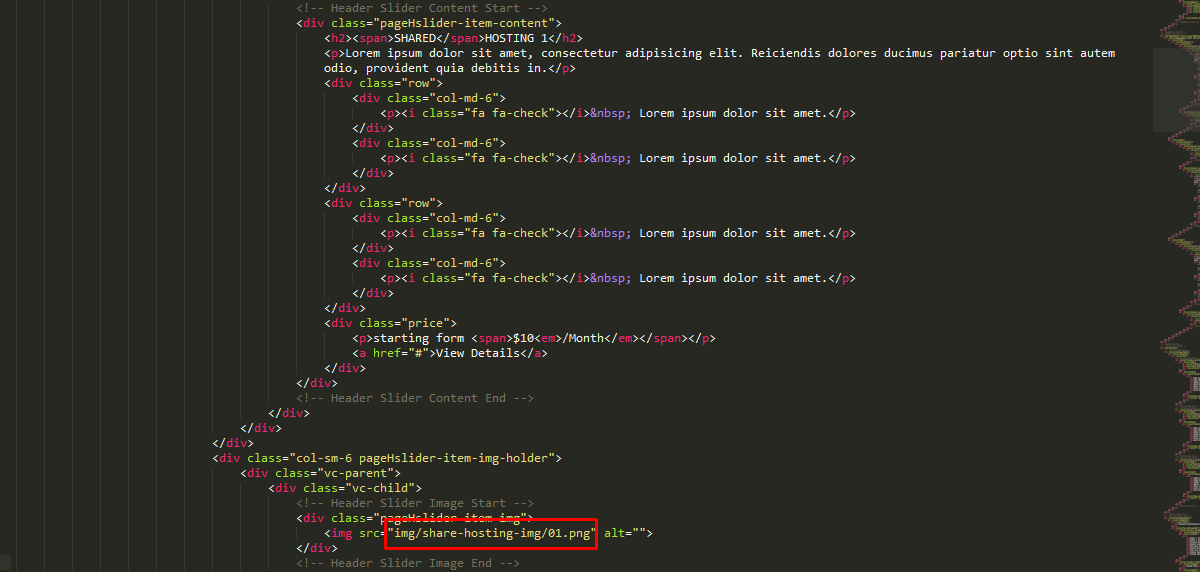 <!-- Header Slider Content Start -->
<div class="pageHslider-item-content">
<h2><span>SHARED</span>HOSTING 1</h2>
<p>Lorem ipsum dolor sit amet, consectetur adipisicing elit. Reiciendis dolores ducimus pariatur optio sint autem
odio, provident quia debitis in.</p>
<div class="row">
<div class="col-md-6">
<p><i class="fa fa-check"></i>&nbsp; Lorem ipsum dolor sit amet.</p>
</div>
<div class="col-md-6">
<p><i class="fa fa-check"></i>&nbsp; Lorem ipsum dolor sit amet.</p>
</div>
</div>
<div class="row">
<div class="col-md-6">
<p><i class="fa fa-check"></i>&nbsp; Lorem ipsum dolor sit amet.</p>
</div>
<div class="col-md-6">
<p><i class="fa fa-check"></i>&nbsp; Lorem ipsum dolor sit amet.</p>
</div>
</div>
<div class="price">
<p>starting form <span>$10<em>/Month</em></span></p>
<a href="#">View Details</a>
</div>
</div>
<!-- Header Slider Content End -->
</div>
</div>
</div>
<div class="col-sm-6 pageHslider-item-img-holder">
<div class="vc-parent">
<div class="vc-child">
<!-- Header Slider Image Start -->
<div class="pageHslider-item-img">
<img src="img/share-hosting-img/01.png" alt="">
</div>
<!-- Header Slider Image End -->